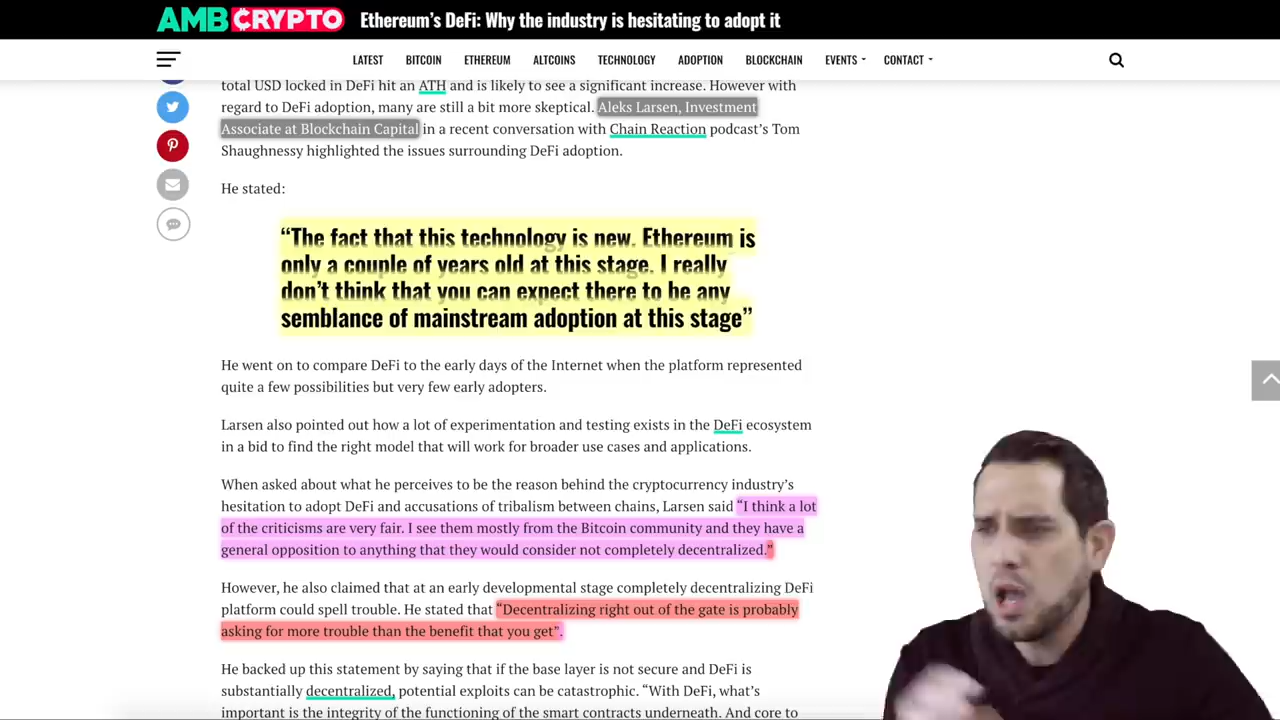 AMBCRYPTO Ethereum’s DeFi: Why the industry is hesitating to adopt it
LATEST BITCOIN ETHEREUM ALTCOINS TECHNOLOGY ADOPTION BLOCKCHAIN EVENTS CONTACT
total USD locked in DeFi hit an ATH and is likely to see a significant increase. However with
regard to DeFi adoption, many are still a bit more skeptical. Aleks Larsen, Investment
Associate at Blockchain Capital in a recent conversation with Chain Reaction podcast’s Tom
Shaughnessy highlighted the issues surrounding DeFi adoption.
He stated:
“The fact that this technology is new. Ethereum is
only a couple of years old at this stage. I really
don’t think that you can expect there to be any
semblance of mainstream adoption at this stage”
He went on to compare DeFi to the early days of the Internet when the platform represented
quite a few possibilities but very few early adopters.
Larsen also pointed out how a lot of experimentation and testing exists in the DeFi ecosystem
in a bid to find the right model that will work for broader use cases and applications.
When asked about what he perceives to be the reason behind the cryptocurrency industry’s
hesitation to adopt DeFi and accusations of tribalism between chains, Larsen said “I think a lot
of the criticisms are very fair. I see them mostly from the Bitcoin community and they have a
general opposition to anything that they would consider not completely decentralized.”
However, he also claimed that at an early developmental stage completely decentralizing DeFi
platform could spell trouble. He stated that “Decentralizing right out of the gate is probably
asking for more trouble than the benefit that you get”.
He backed up this statement by saying that if the base layer is not secure and DeFi is
substantially decentralized, potential exploits can be catastrophic. “With DeFi, what’s
important is the integrity of the functioning of the smart contracts underneath. And core to